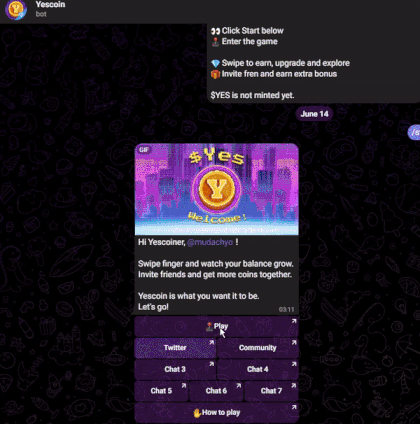 Yescoin
bot
👀 Click Start below
🕹 Enter the game
💎 Swipe to earn, upgrade and explore
🎁 Invite fren and earn extra bonus
$YES is not minted yet.
June 14
GIF
$Yes
Y
Welcome!
Hi Yescoiner, @mudachyo !
Swipe finger and watch your balance grow.
Invite friends and get more coins together.
Yescoin is what you want it to be.
Let's go!
03:11
🕹Play
Twitter
Community
Chat 3
Chat 4
Chat 5
Chat 6
Chat 7
✋How to play